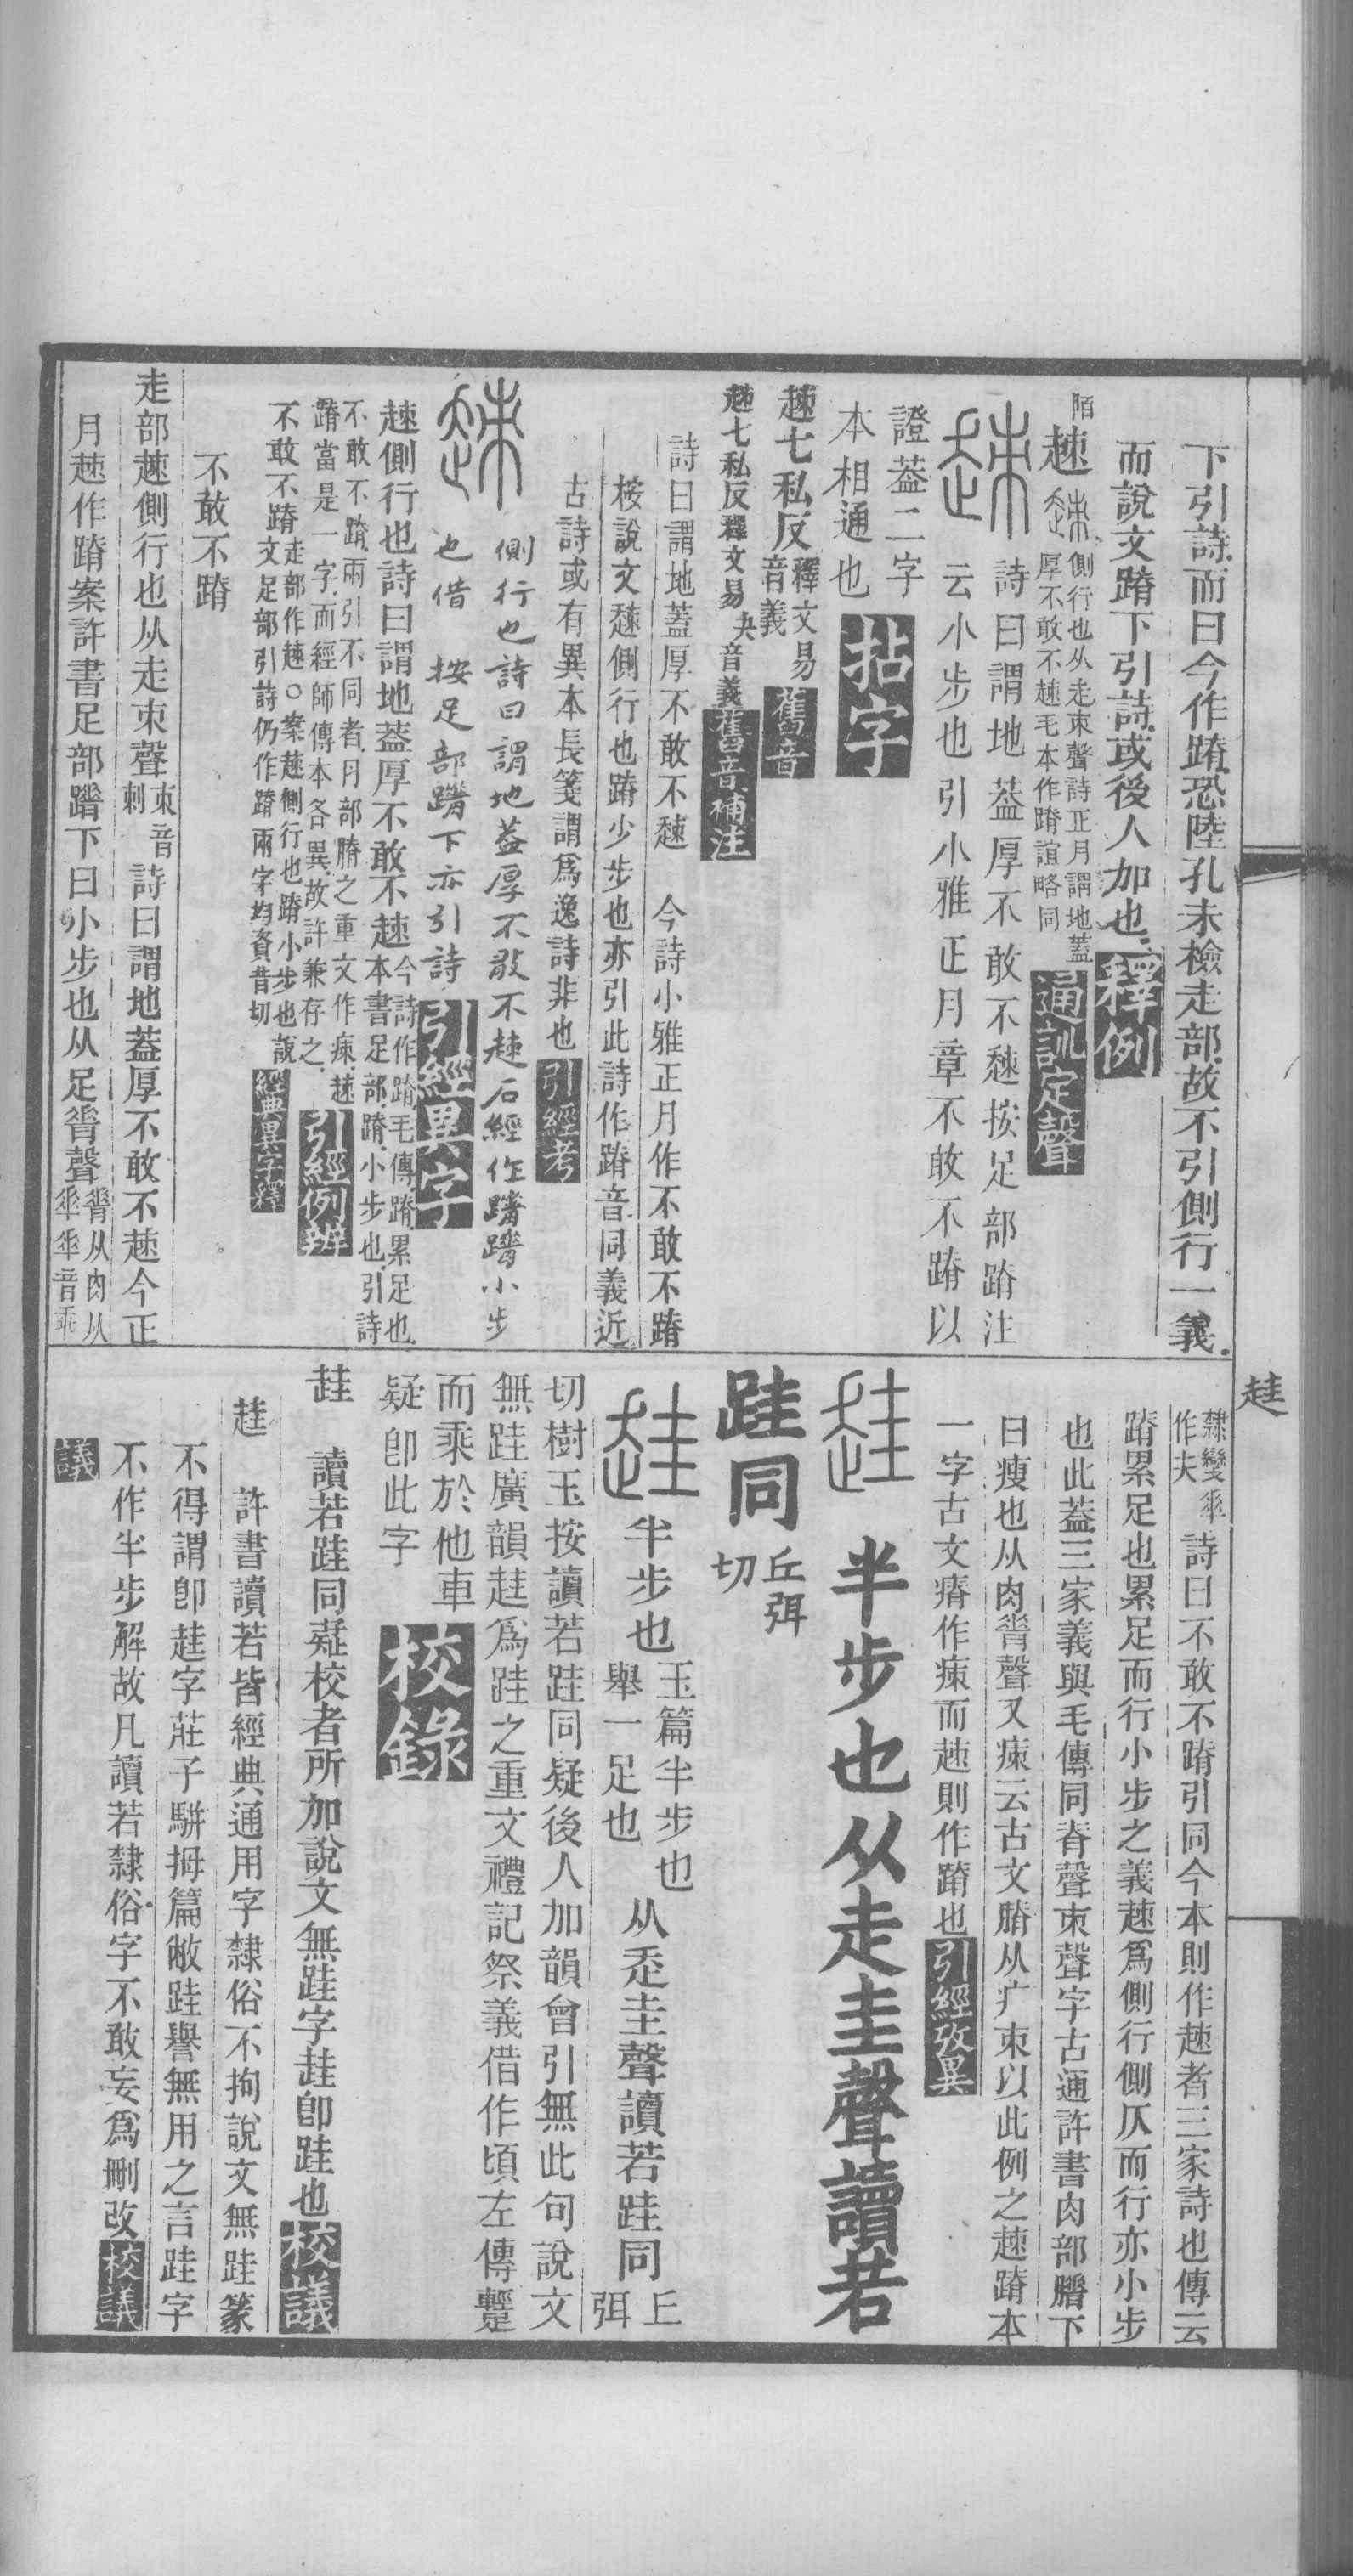 下引詩而曰今作蹐恐陸孔未檢走部故不引側行一義
而說文蹐下引詩或後人加也釋例
陌
趚 側行也从走朿聲詩正月謂地蓋
厚不敢不趚毛本作蹐誼略同
通訓定聲
詩曰謂地蓋厚不敢不趚按足部蹐注
云小步也引小雅正月章不敢不蹐以
證蓋二字
本相通也
拈字
趚七私反釋文易
音義
舊音
趚七私反釋文易夬音義舊音補注
詩曰謂地蓋厚不敢不趚 今詩小雅正月作不敢不蹐
桉說文趚側行也蹐少步也亦引此詩作蹐音同義近
古詩或有異本長箋謂爲逸詩非也引經考
側行也詩曰謂地蓋厚不敢不趚石經作蹐蹐小步
也借 按足部蹐下亦引詩引經異字
趚側行也詩曰謂地蓋厚不敢不趚今詩作蹐毛傳蹐累足也
本書足部蹐小步也引詩
不敢不蹐兩引不同者肉部膌之重文作㾊趚
蹐當是一字而經師傳本各異故許兼存之
引經例辨
不敢不蹐走部作趚○案趚側行也蹐小步也說
文足部引詩仍作蹐兩字均資昔切
經典異字釋
不敢不蹐
走部趚側行也从走朿聲朿音
刺
詩曰謂地蓋厚不敢不趚今正
月趚作蹐案許書足部蹐下曰小步也从足脊聲脊从肉从
𠦬𠦬音乖
趌
隸變𠦬
作夫
詩曰不敢不蹐引同今本則作趚者三家詩也傳云
蹐累足也累足而行小步之義趚爲側行側仄而行亦小步
也此蓋三家義與毛傳同脊聲朿聲字古通許書肉部膌下
曰瘦也从肉脊聲又㾊云古文膌从疒朿以此例之趚蹐本
一字古文瘠作㾊而趚則作蹐也引經攷異
半步也从走圭聲讀若
跬同 丘弭
切
半步也玉篇半步也
舉一足也
从走圭聲讀若跬同 丘
弭
切樹玉按讀若跬同疑後人加韻會引無此句說文
無跬廣韻趌爲跬之重文禮記祭義借作頃左傳鑋
而乘於他車
疑卽此字
校錄
趌 讀若跬同疑校者所加說文無跬字趌卽跬也校議
趌 許書讀若皆經典通用字隸俗不拘說文無跬篆
不得謂卽趌字莊子駢拇篇敝跬譽無用之言跬字
不作半步解故凡讀若隸俗字不敢妄爲刪改校議
議